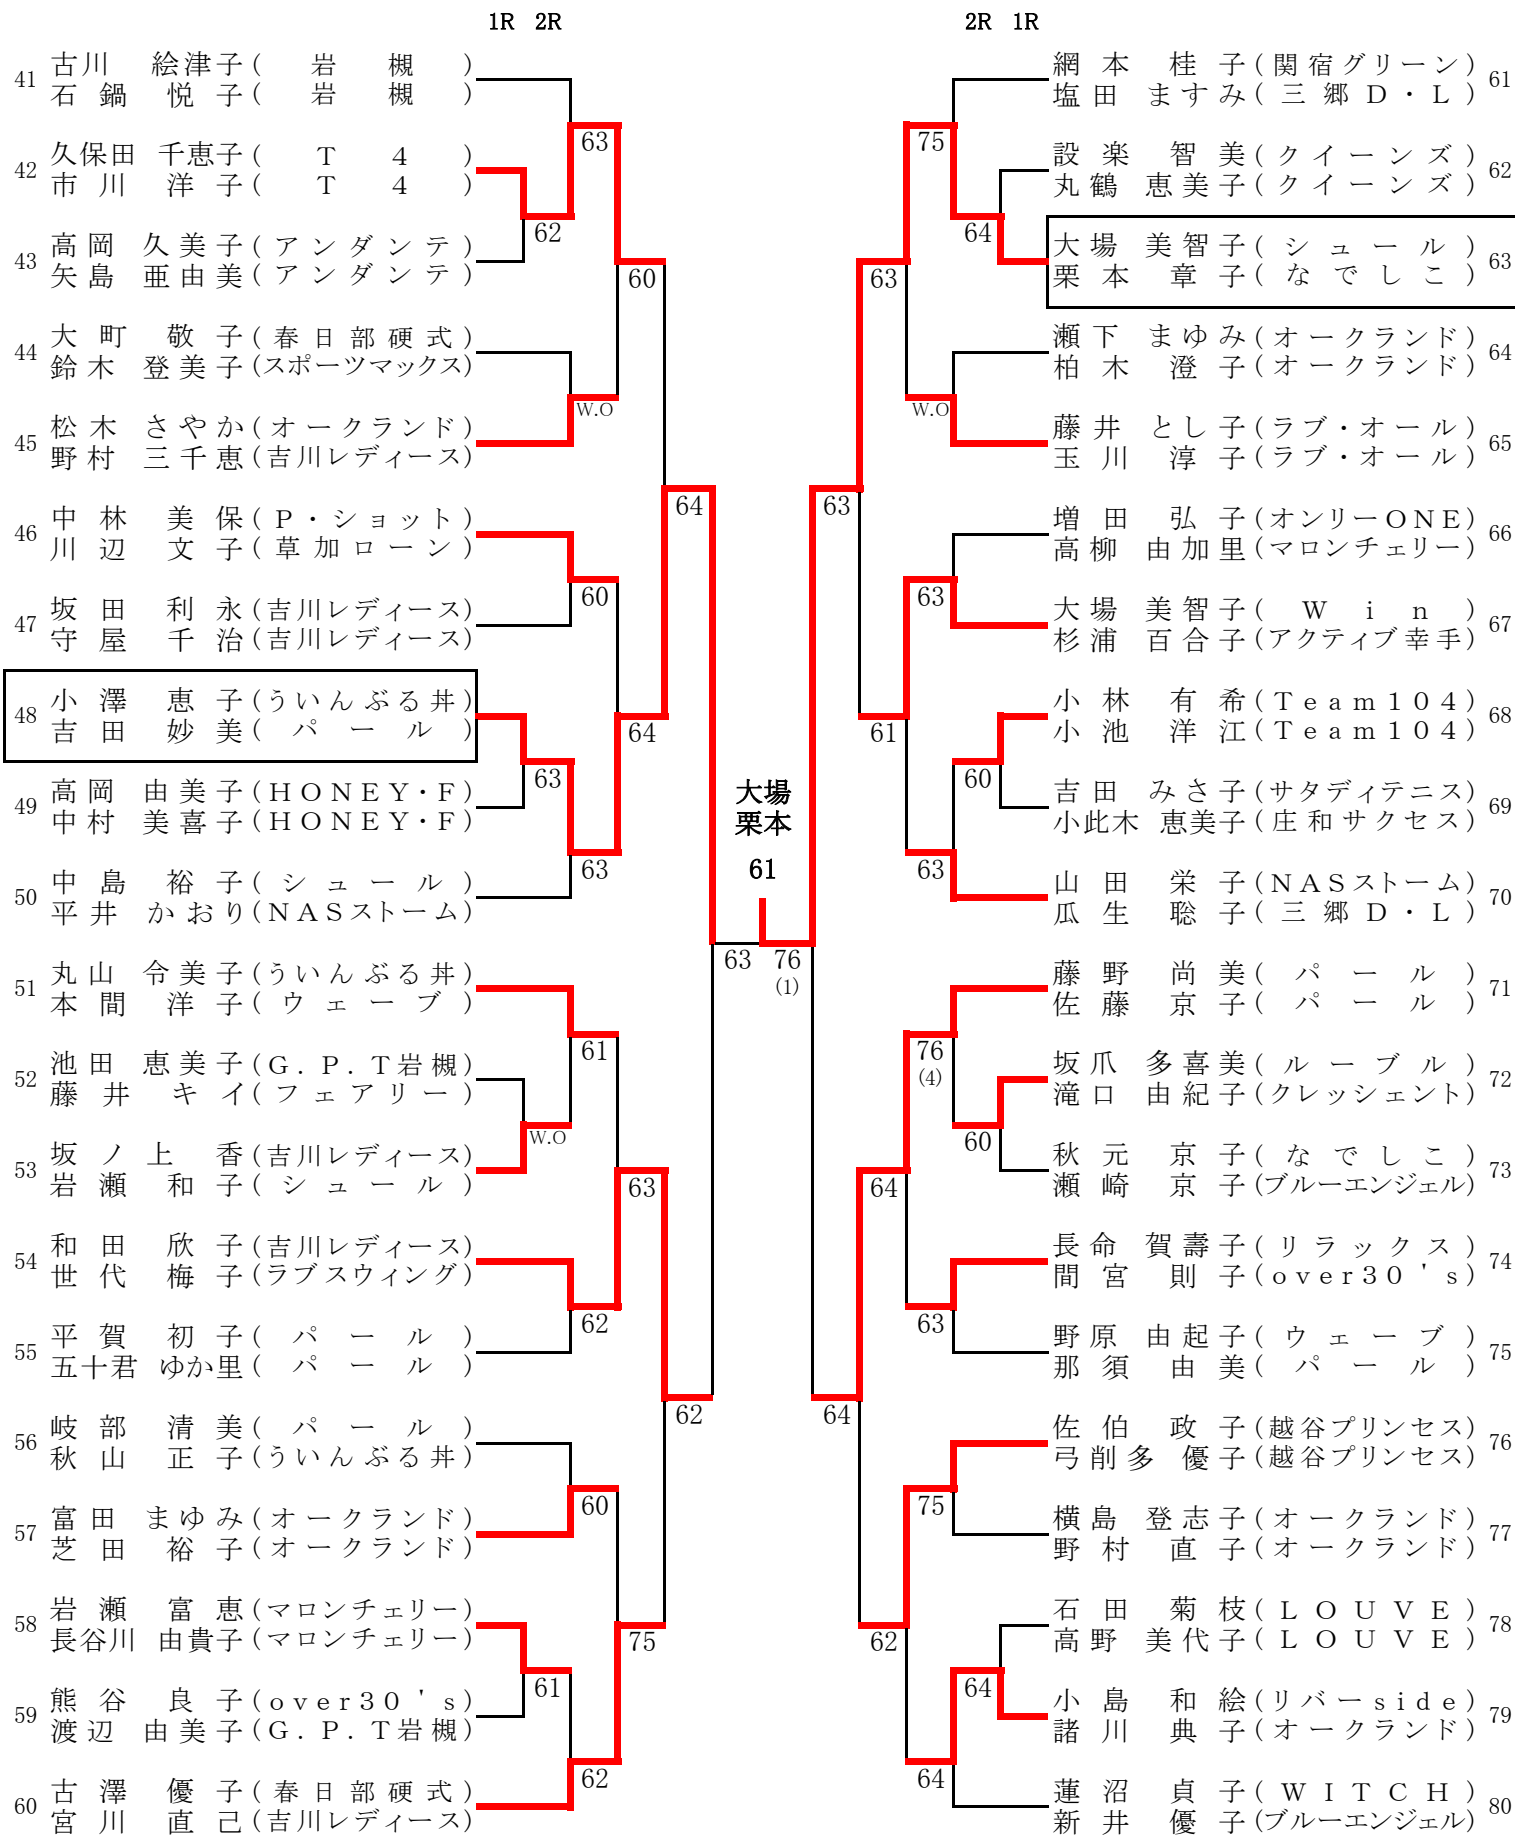 1R 2R
41 古川 絵津子(岩槻)
石鍋 悦子(岩槻)
63
42 久保田 千恵子(T4)
市川 洋子(T4)
62
43 高岡 久美子(アンダンテ)
矢島 亜由美(アンダンテ)
60
44 大町 敬子(春日部硬式)
鈴木 登美子(スポーツマックス)
W.O
45 松木 さやか(オークランド)
野村 三千恵(吉川レディース)
64
46 中林 美保(P・ショット)
川辺 文子(草加ローン)
60
47 坂田 利永(吉川レディース)
守屋 千治(吉川レディース)
48 小澤 恵子(ういんぶる丼)
吉田 妙美(パール)
64
63
49 高岡 由美子(HONEY・F)
中村 美喜子(HONEY・F)
63
50 中島 裕子(シュール)
平井 かおり(NASストーム)
51 丸山 令美子(ういんぶる丼)
本間 洋子(ウェーブ)
61
52 池田 恵美子(G.P.T岩槻)
藤井 キイ(フェアリー)
W.O
53 坂ノ上 香(吉川レディース)
岩瀬 和子(シュール)
63
54 和田 欣子(吉川レディース)
世代 梅子(ラブスウィング)
62
55 平賀 初子(パール)
五十君 ゆか里(パール)
62
56 岐部 清美(パール)
秋山 正子(ういんぶる丼)
60
57 富田 まゆみ(オークランド)
芝田 裕子(オークランド)
58 岩瀬 富恵(マロンチェリー)
長谷川 由貴子(マロンチェリー)
75
61
59 熊谷 良子(over30's)
渡辺 由美子(G.P.T岩槻)
62
60 古澤 優子(春日部硬式)
宮川 直己(吉川レディース)
大場
栗本
61
63 76
(1)
2R 1R
網本 桂子(関宿グリーン) 61
塩田 ますみ(三郷D・L)
75
設楽 智美(クイーンズ) 62
丸鶴 恵美子(クイーンズ)
64
大場 美智子(シュール) 63
栗本 章子(なでしこ)
63
瀬下 まゆみ(オークランド) 64
柏木 澄子(オークランド)
W.O
藤井 とし子(ラブ・オール) 65
玉川 淳子(ラブ・オール)
63
増田 弘子(オンリーONE) 66
高柳 由加里(マロンチェリー)
63
大場 美智子(Win) 67
杉浦 百合子(アクティブ幸手)
小林 有希(Team104) 68
小池 洋江(Team104)
61
60
吉田 みさ子(サタディテニス) 69
小此木 恵美子(庄和サクセス)
63
山田 栄子(NASストーム) 70
瓜生 聡子(三郷D・L)
藤野 尚美(パール) 71
佐藤 京子(パール)
76
(4)
坂爪 多喜美(ルーブル) 72
滝口 由紀子(クレッシェント)
60
秋元 京子(なでしこ) 73
瀬崎 京子(ブルーエンジェル)
64
長命 賀壽子(リラックス) 74
間宮 則子(over30's)
63
野原 由起子(ウェーブ) 75
那須 由美(パール)
64
佐伯 政子(越谷プリンセス) 76
弓削多 優子(越谷プリンセス)
75
横島 登志子(オークランド) 77
野村 直子(オークランド)
石田 菊枝(LOUVE) 78
高野 美代子(LOUVE)
62
64
小島 和絵(リバーside) 79
諸川 典子(オークランド)
64
蓮沼 貞子(WITCH) 80
新井 優子(ブルーエンジェル)